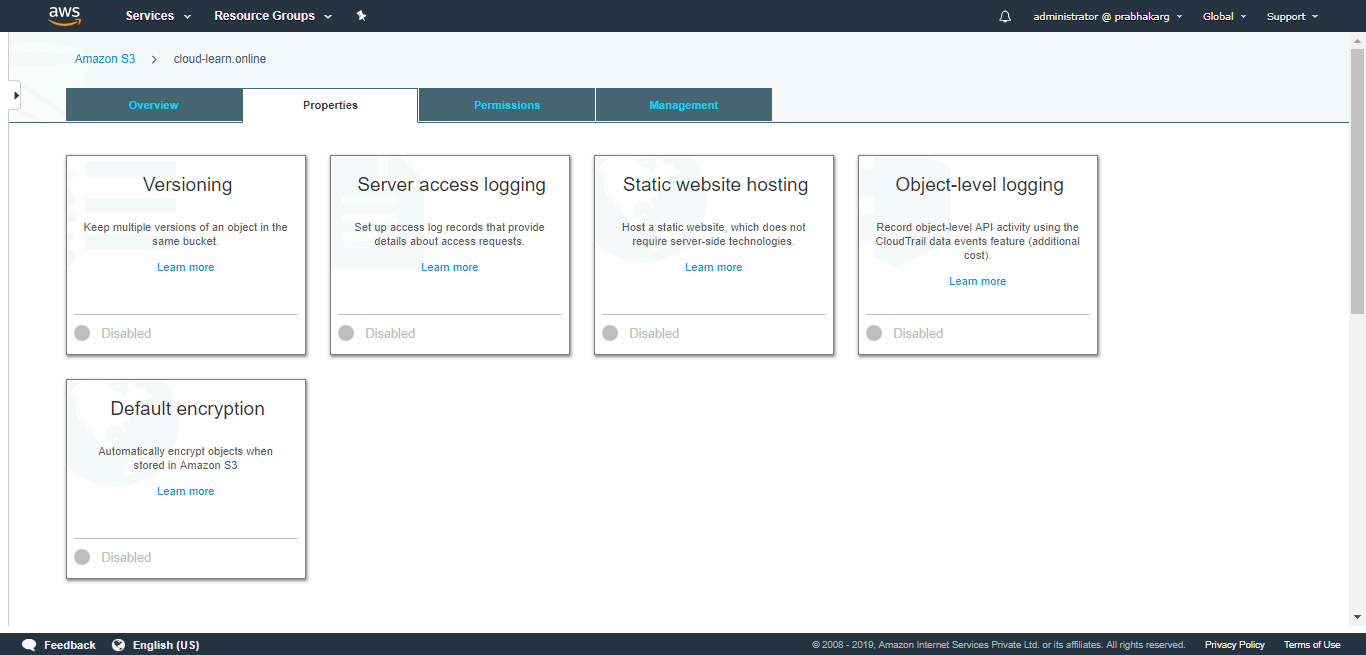 aws Services Resource Groups administrator @ prabhakarg Global Support
Amazon S3 > cloud-learn.online
Overview Properties Permissions Management
Versioning
Keep multiple versions of an object in the
same bucket.
Learn more
Disabled
Server access logging
Set up access log records that provide
details about access requests.
Learn more
Disabled
Static website hosting
Host a static website, which does not
require server-side technologies.
Learn more
Disabled
Object-level logging
Record object-level API activity using the
CloudTrail data events feature (additional
cost).
Learn more
Disabled
Default encryption
Automatically encrypt objects when
stored in Amazon S3
Learn more
Disabled
Feedback English (US) © 2008 - 2019, Amazon Internet Services Private Ltd. or its affiliates. All rights reserved. Privacy Policy Terms of Use